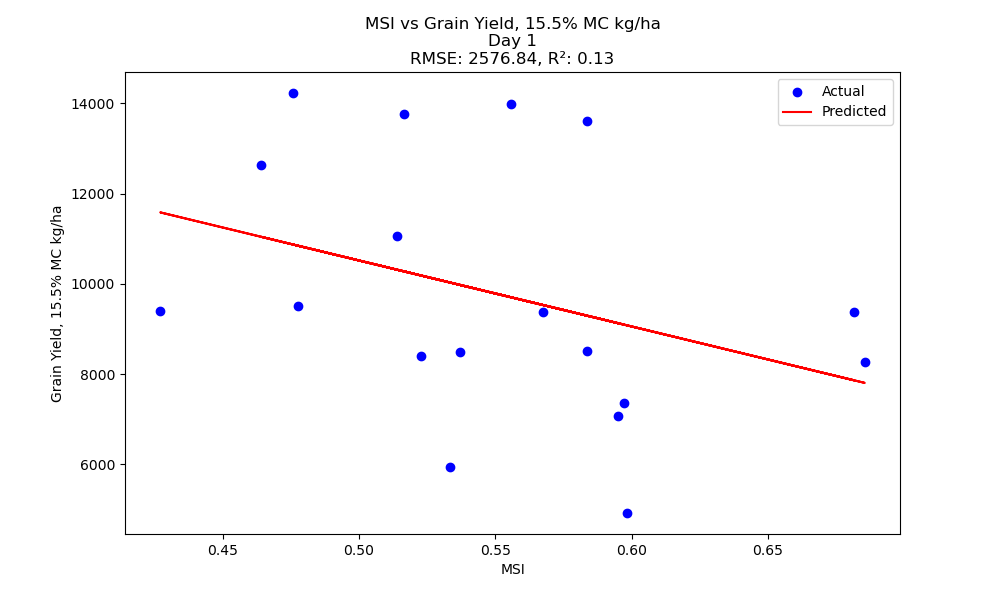 MSI vs Grain Yield, 15.5% MC kg/ha
Day 1
RMSE: 2576.84, R²: 0.13
Actual
Predicted
Grain Yield, 15.5% MC kg/ha
14000
12000
10000
8000
6000
0.45
0.50
0.55
0.60
0.65
MSI